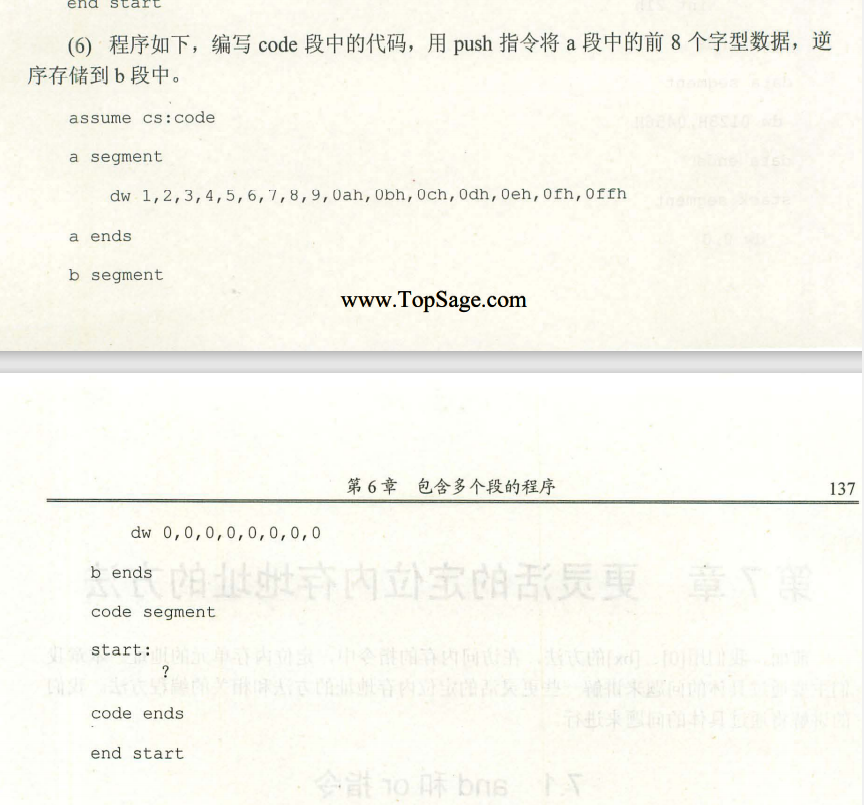 end start
(6) 程序如下，编写 code 段中的代码，用 push 指令将 a 段中的前 8 个字型数据，逆
序存储到 b 段中。
assume cs:code
a segment
dw 1,2,3,4,5,6,7,8,9,0ah,0bh,0ch,0dh,0eh,0fh,0ffh
a ends
b segment
www.TopSage.com
第 6 章 包含多个段的程序 137
dw 0,0,0,0,0,0,0,0
b ends
code segment
start:
?
code ends
end start